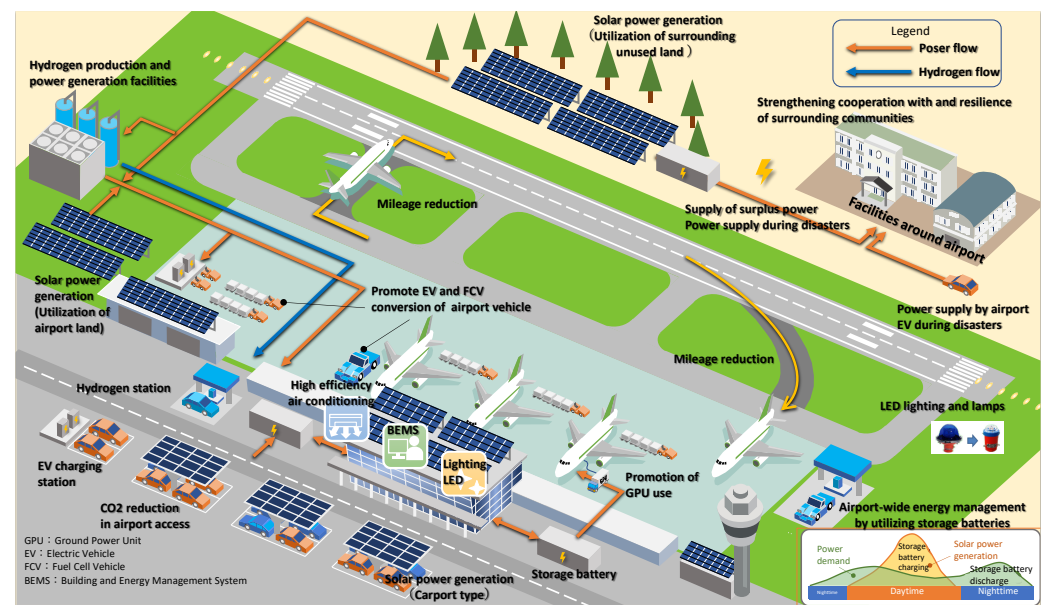 Solar power generation
(Utilization of surrounding
unused land )
Legend
Poser flow
Hydrogen flow
Hydrogen production and
power generation facilities
Strengthening cooperation with and resilience
of surrounding communities
Mileage reduction
Supply of surplus power
Power supply during disasters
Facilities around airport
Solar power
generation
(Utilization of
airport land)
Promote EV and FCV
conversion of airport vehicle
Power supply by airport
EV during disasters
Mileage reduction
Hydrogen station
High efficiency
air conditioning
LED lighting and lamps
BEMS
Lighting
LED
EV charging
station
Promotion of
GPU use
CO2 reduction
in airport access
Airport-wide energy management
by utilizing storage batteries
GPU：Ground Power Unit
EV：Electric Vehicle
FCV：Fuel Cell Vehicle
BEMS：Building and Energy Management System
Solar power generation
（Carport type）
Storage battery
Power
demand
Storage
battery
charging
Solar power
generation
Storage battery
discharge
Nighttime
Daytime
Nighttime